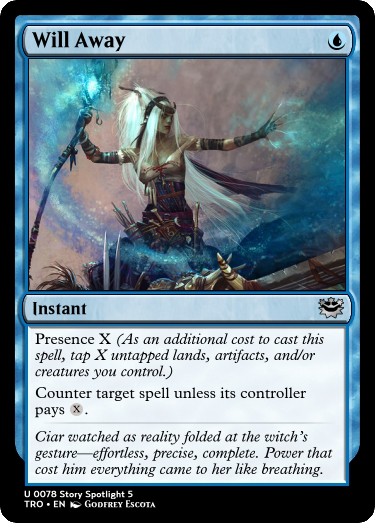 Will Away
Instant
Presence X (As an additional cost to cast this
spell, tap X untapped lands, artifacts, and/or
creatures you control.)
Counter target spell unless its controller
pays X.
Ciar watched as reality folded at the witch's
gesture—effortless, precise, complete. Power that
cost him everything came to her like breathing.
U 0078 Story Spotlight 5
TRO • EN Godfrey Escota